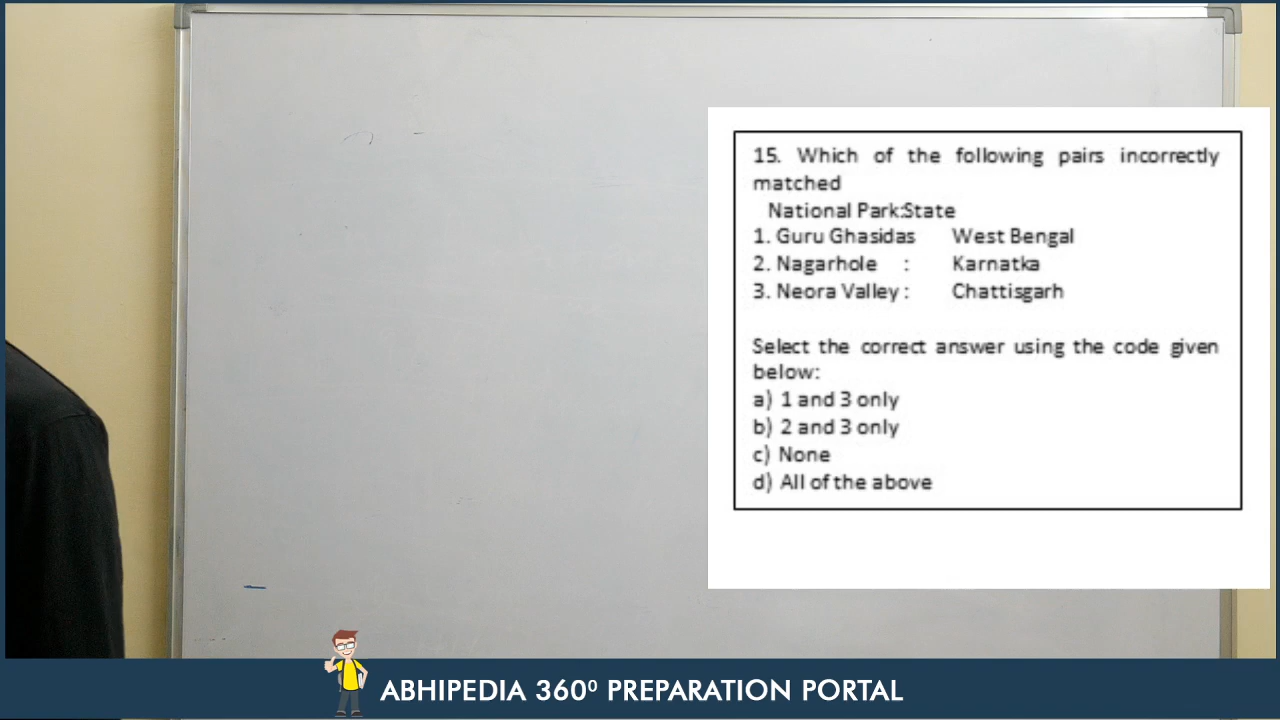 15. Which of the following pairs incorrectly
matched
National Park:State
1. Guru Ghasidas West Bengal
2. Nagarhole : Karnatka
3. Neora Valley : Chattisgarh
Select the correct answer using the code given
below:
a) 1 and 3 only
b) 2 and 3 only
c) None
d) All of the above
ABHIPEDIA 360⁰ PREPARATION PORTAL